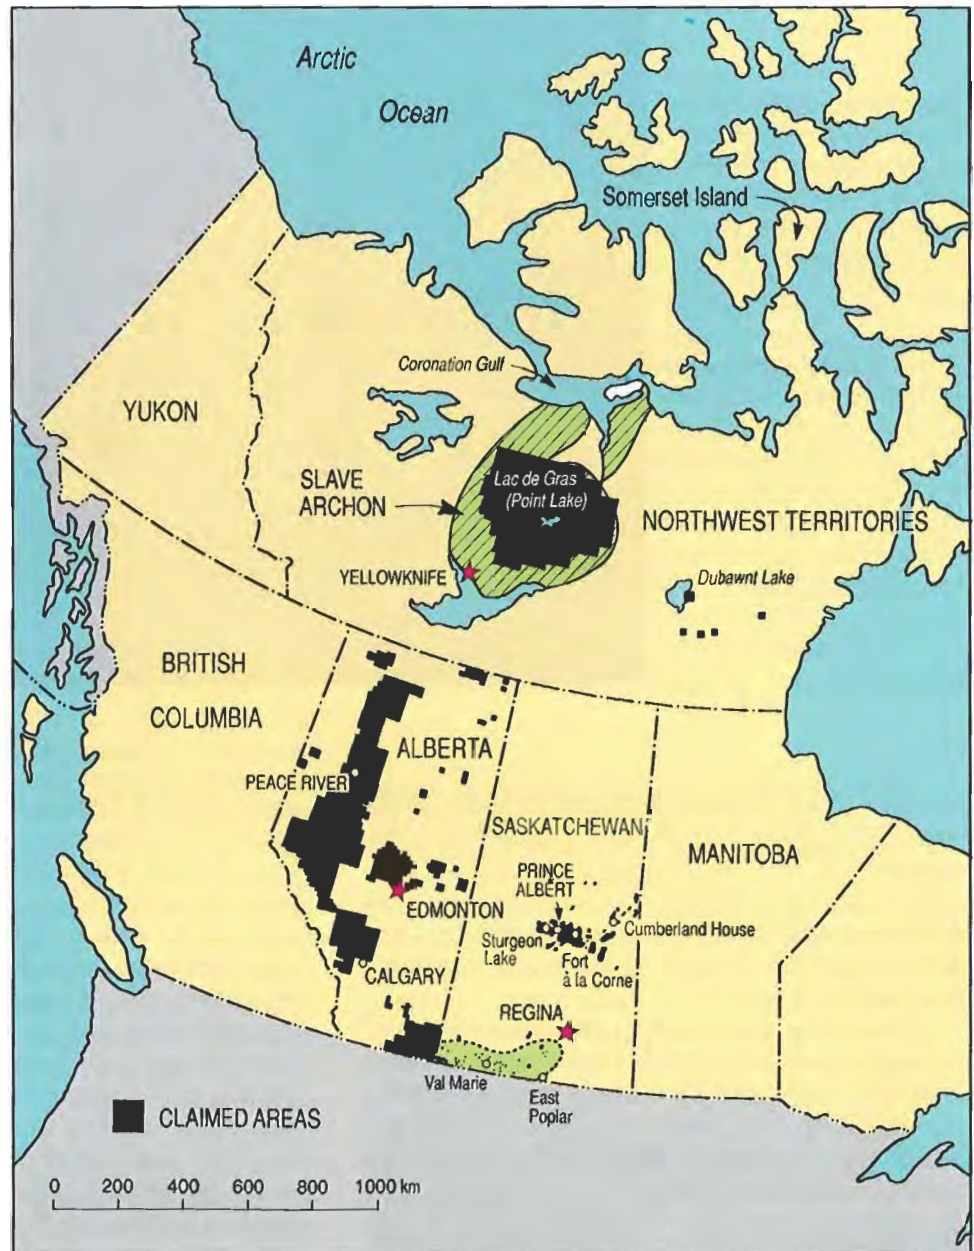 Arctic
Ocean
Somerset Island
Coronation Gulf
YUKON
SLAVE
ARCHON
Lac de Gras
(Point Lake)
NORTHWEST TERRITORIES
YELLOWKNIFE
Dubawnt Lake
BRITISH
COLUMBIA
ALBERTA
PEACE RIVER
SASKATCHEWAN
MANITOBA
PRINCE
ALBERT
EDMONTON
Cumberland House
Sturgeon
Lake
Fort
à la Corne
CALGARY
REGINA
Val Marie
East
Poplar
CLAIMED AREAS
0 200 400 600 800 1000 km